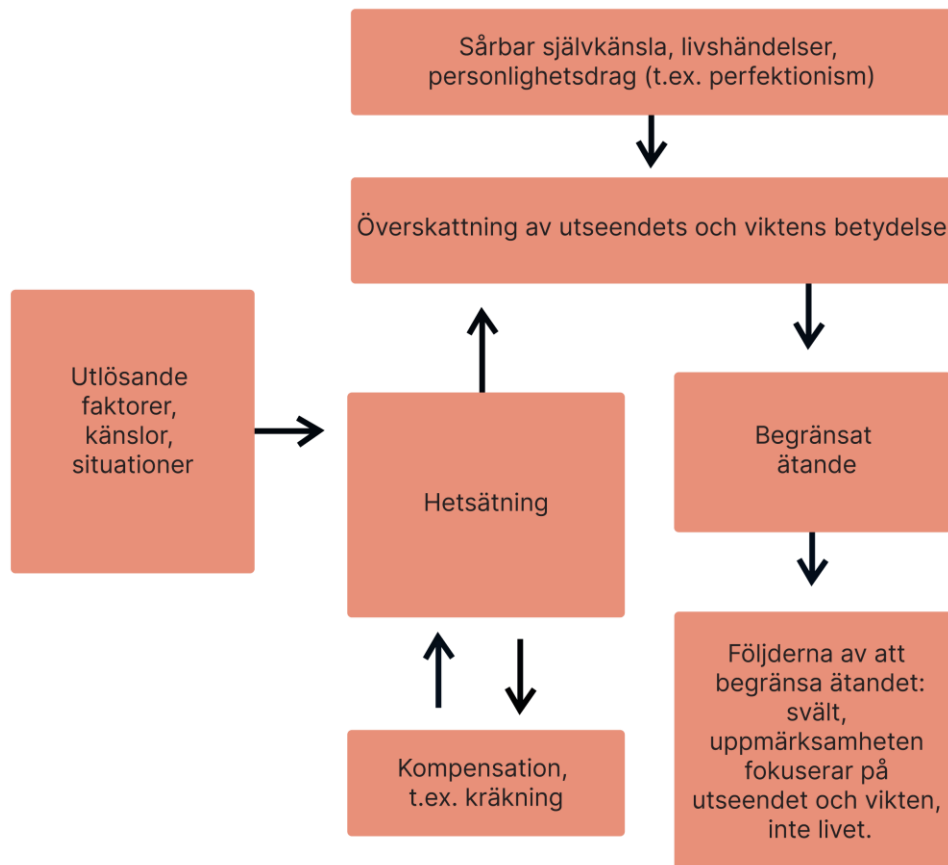 Sårbar självkänsla, livshändelser,
personlighetsdrag (t.ex. perfektionism)
Överskattning av utseendets och viktens betydelse
Utlösande
faktorer,
känslor,
situationer
Hetsätning
Begränsat
ätande
Kompensation,
t.ex. kräkning
Följderna av att
begränsa ätandet:
svält,
uppmärksamheten
fokuserar på
utseendet och vikten,
inte livet.